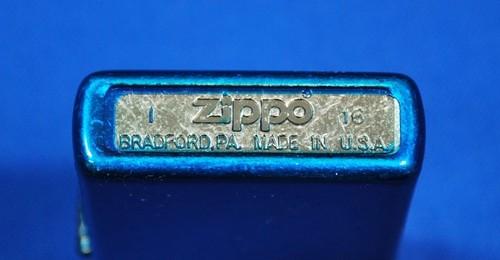 I zippo® 16
BRADFORD, PA. MADE IN U.S.A.